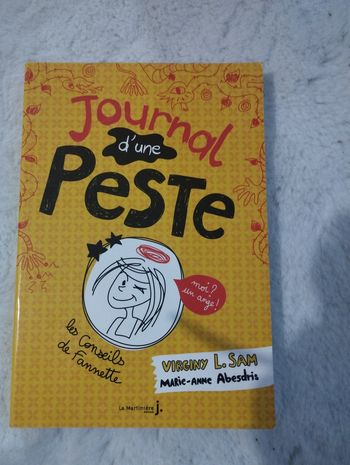 Journal
d'une
PESTE
moi?
un ange!
les Conseils
de Fannette
VIRGINY L. SAM
MARIE-ANNE Abesdris
La Martinière j.